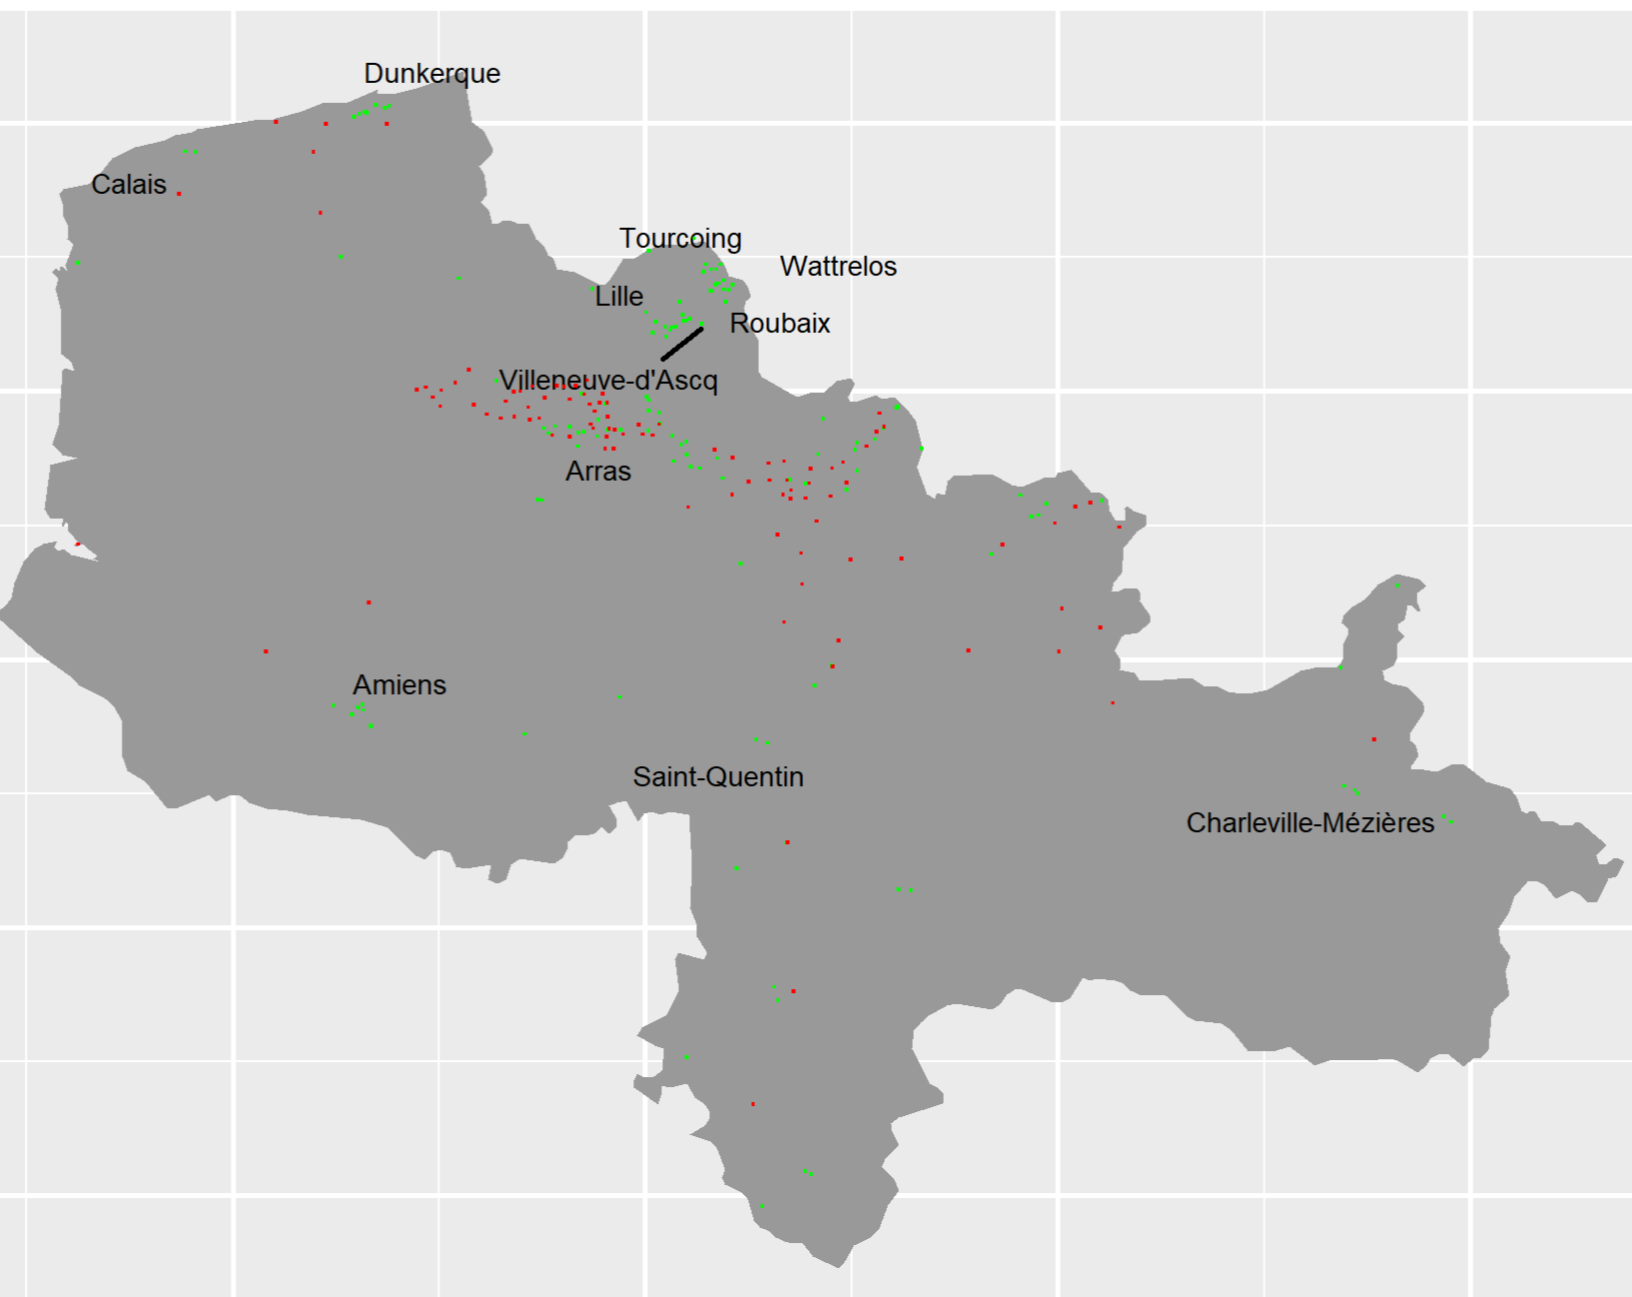 Dunkerque
Calais
Tourcoing
Wattrelos
Lille
Roubaix
Villeneuve-d'Ascq
Arras
Amiens
Saint-Quentin
Charleville-Mézières